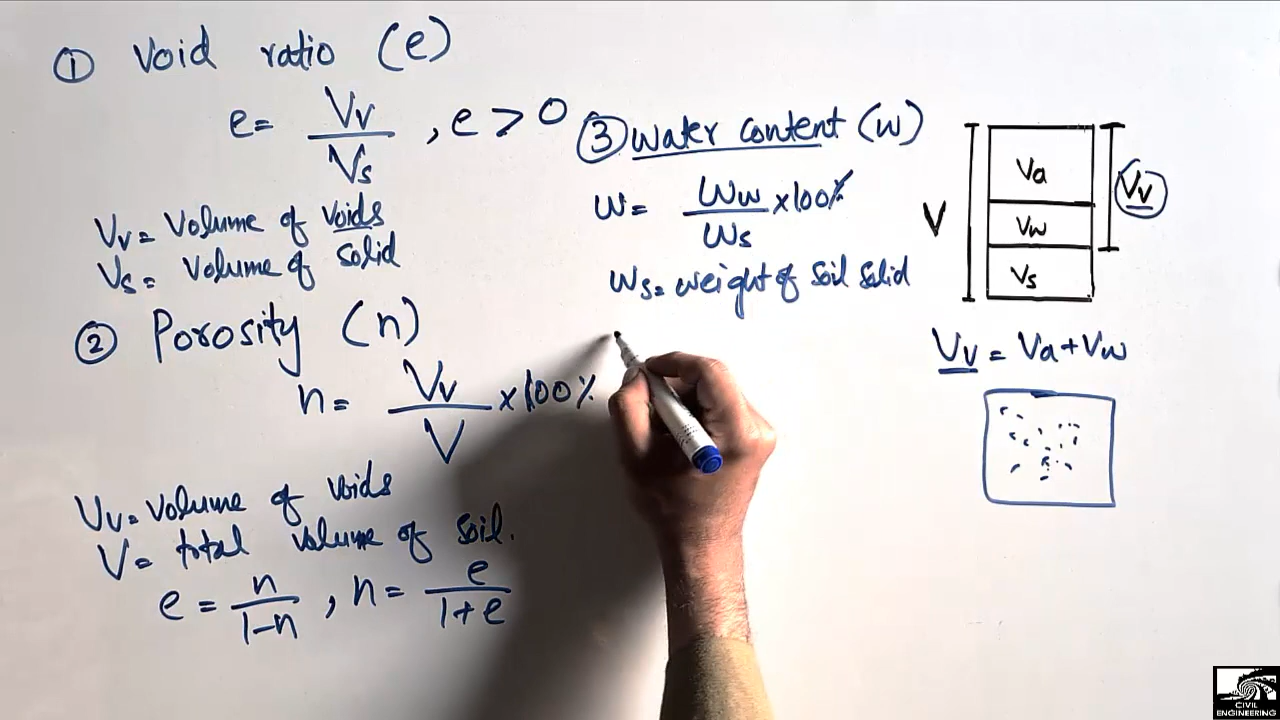 ① Void ratio (e)
e = Vv / Vs , e > 0
Vv = Volume of voids
Vs = Volume of solid
② Porosity (n)
n = Vv / V × 100%
Vv = Volume of voids
V = total volume of soil.
e = n / 1-n , n = e / 1+e
③ Water content (w)
w = Ww / Ws × 100%
Ws = weight of soil solid
V
Va
Vw
Vs
Vv
Vv = Va + Vw
CIVIL
ENGINEERING